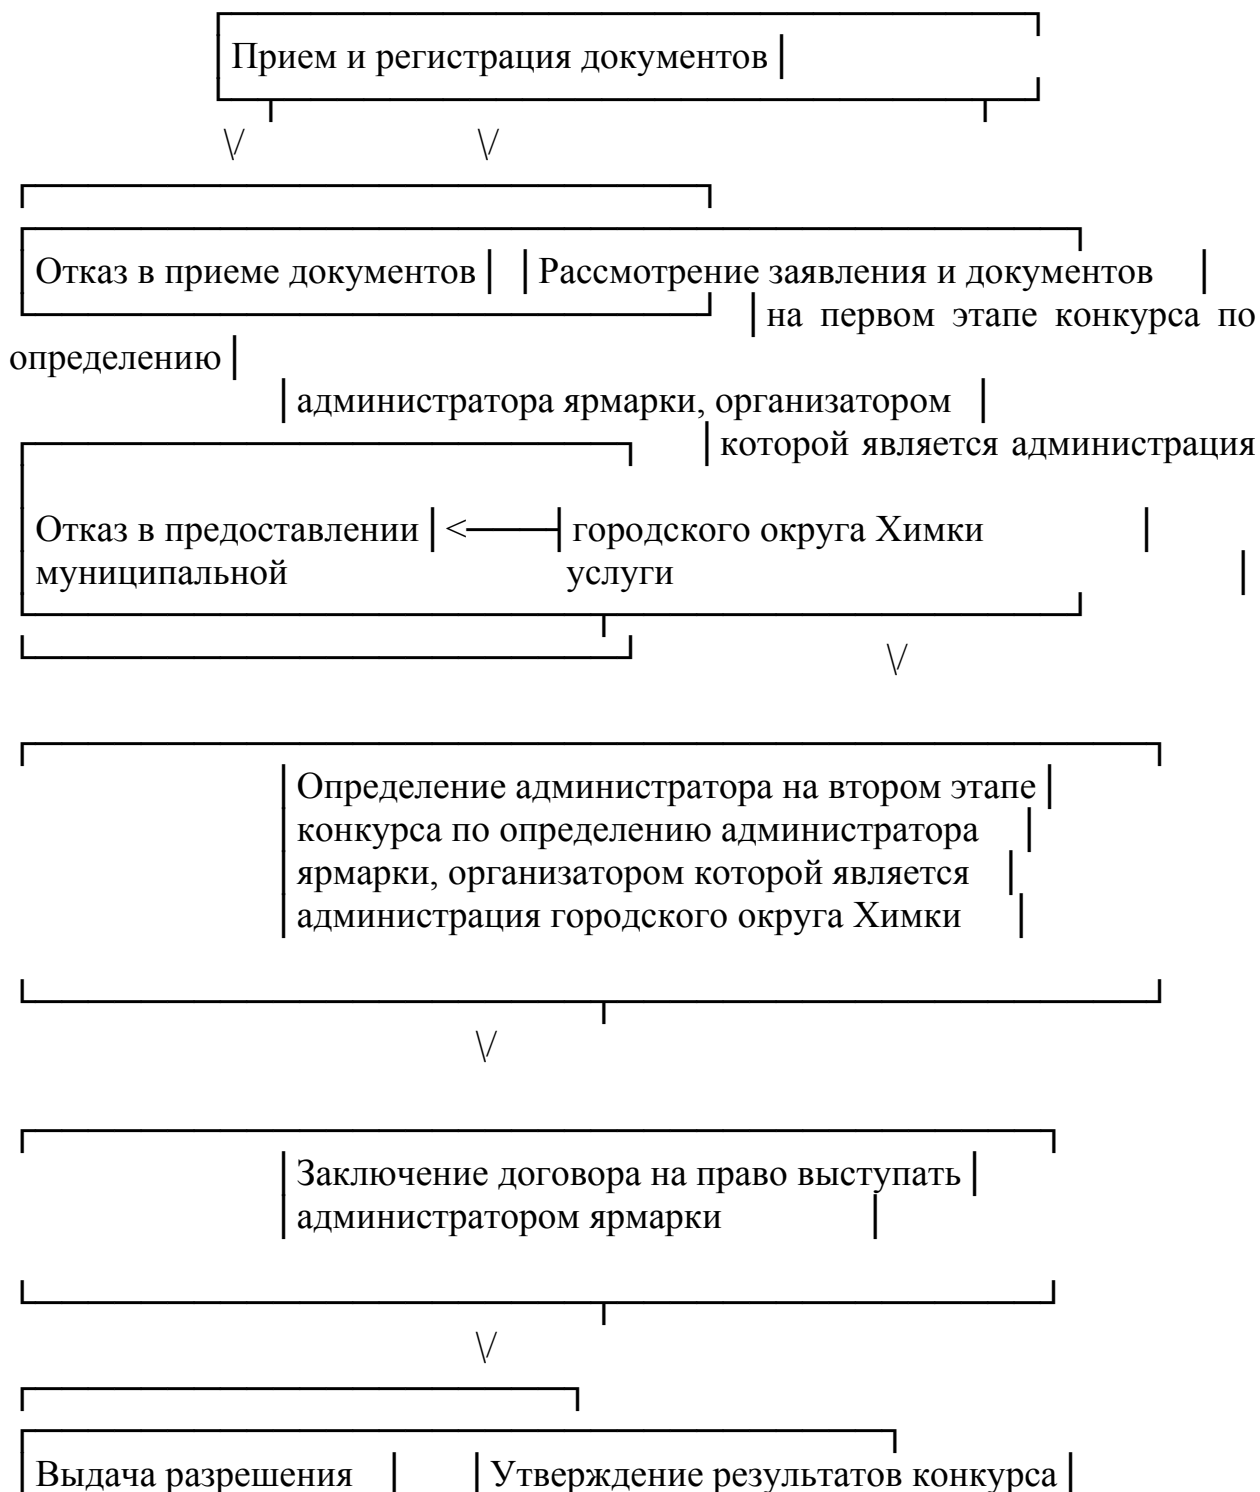 Прием и регистрация документов
\/ \/
Отказ в приеме документов Рассмотрение заявления и документов
на первом этапе конкурса по
определению
администратора ярмарки, организатором
которой является администрация
Отказ в предоставлении < городского округа Химки
муниципальной услуги
\/
Определение администратора на втором этапе
конкурса по определению администратора
ярмарки, организатором которой является
администрация городского округа Химки
\/
Заключение договора на право выступать
администратором ярмарки
\/
Выдача разрешения Утверждение результатов конкурса